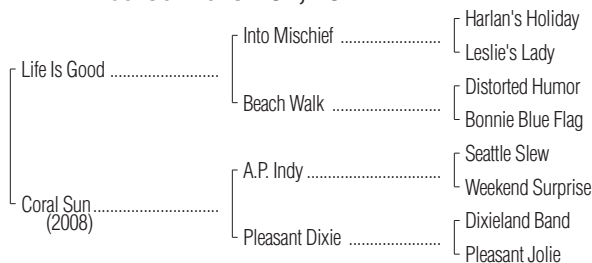 Harlan's Holiday
Into Mischief
Leslie's Lady
Life Is Good
Distorted Humor
Beach Walk
Bonnie Blue Flag
Seattle Slew
A.P. Indy
Weekend Surprise
Coral Sun
(2008)
Dixieland Band
Pleasant Dixie
Pleasant Jolie